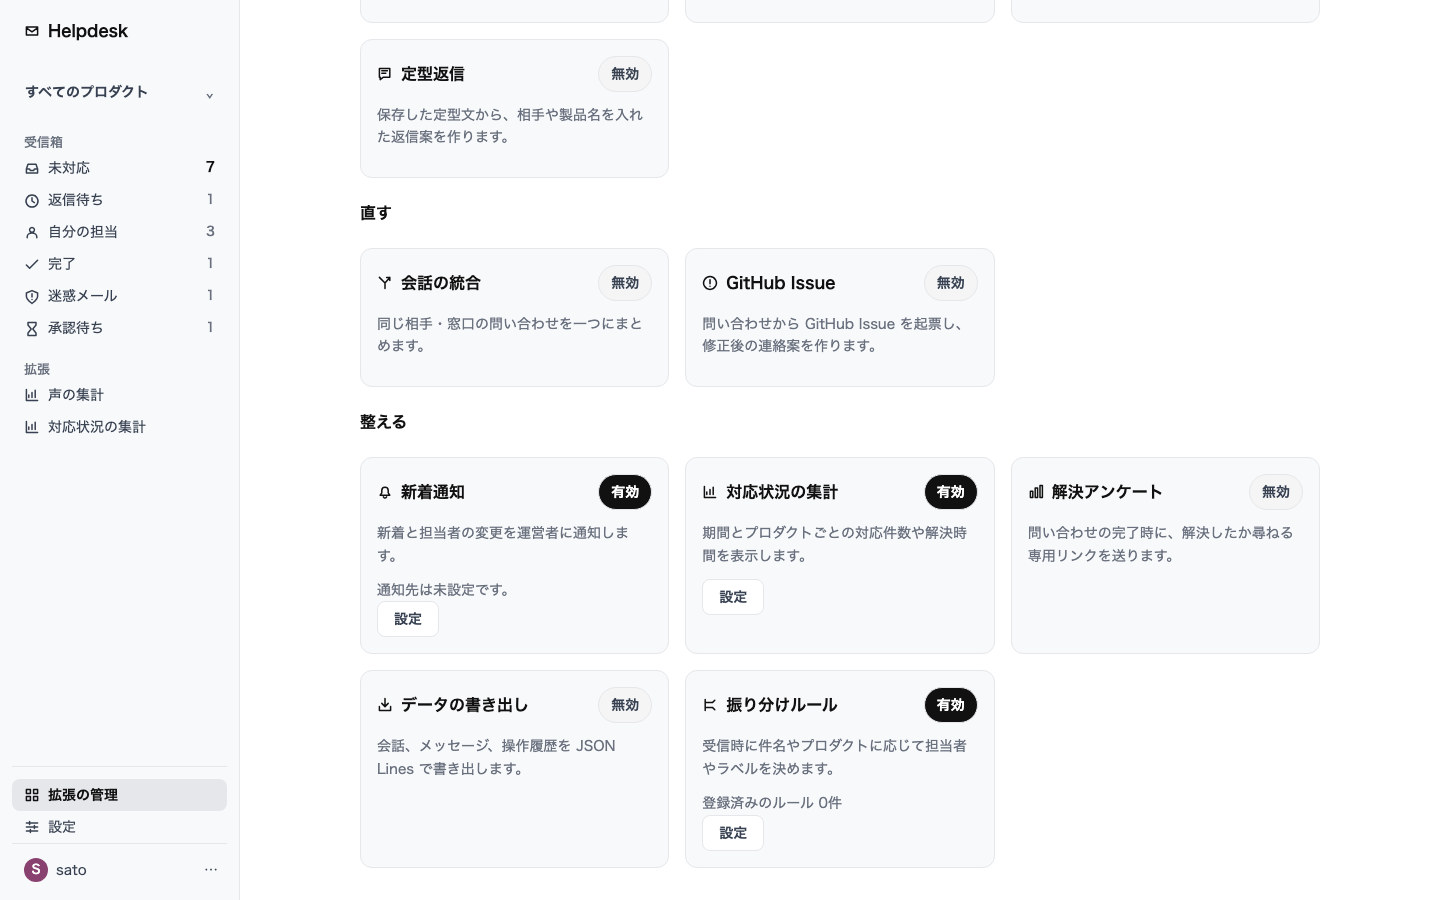 Helpdesk
すべてのプロダクト
受信箱
未対応 7
返信待ち 1
自分の担当 3
完了 1
迷惑メール 1
承認待ち 1
拡張
声の集計
対応状況の集計
拡張の管理
設定
S sato ...
定型返信 無効
保存した定型文から、相手や製品名を入れ
た返信案を作ります。
直す
会話の統合 無効
同じ相手・窓口の問い合わせを一つにまと
めます。
GitHub Issue 無効
問い合わせから GitHub Issue を起票し、
修正後の連絡案を作ります。
整える
新着通知 有効
新着と担当者の変更を運営者に通知しま
す。
通知先は未設定です。
設定
対応状況の集計 有効
期間とプロダクトごとの対応件数や解決時
間を表示します。
設定
解決アンケート 無効
問い合わせの完了時に、解決したか尋ねる
専用リンクを送ります。
データの書き出し 無効
会話、メッセージ、操作履歴を JSON
Lines で書き出します。
振り分けルール 有効
受信時に件名やプロダクトに応じて担当者
やラベルを決めます。
登録済みのルール 0件
設定